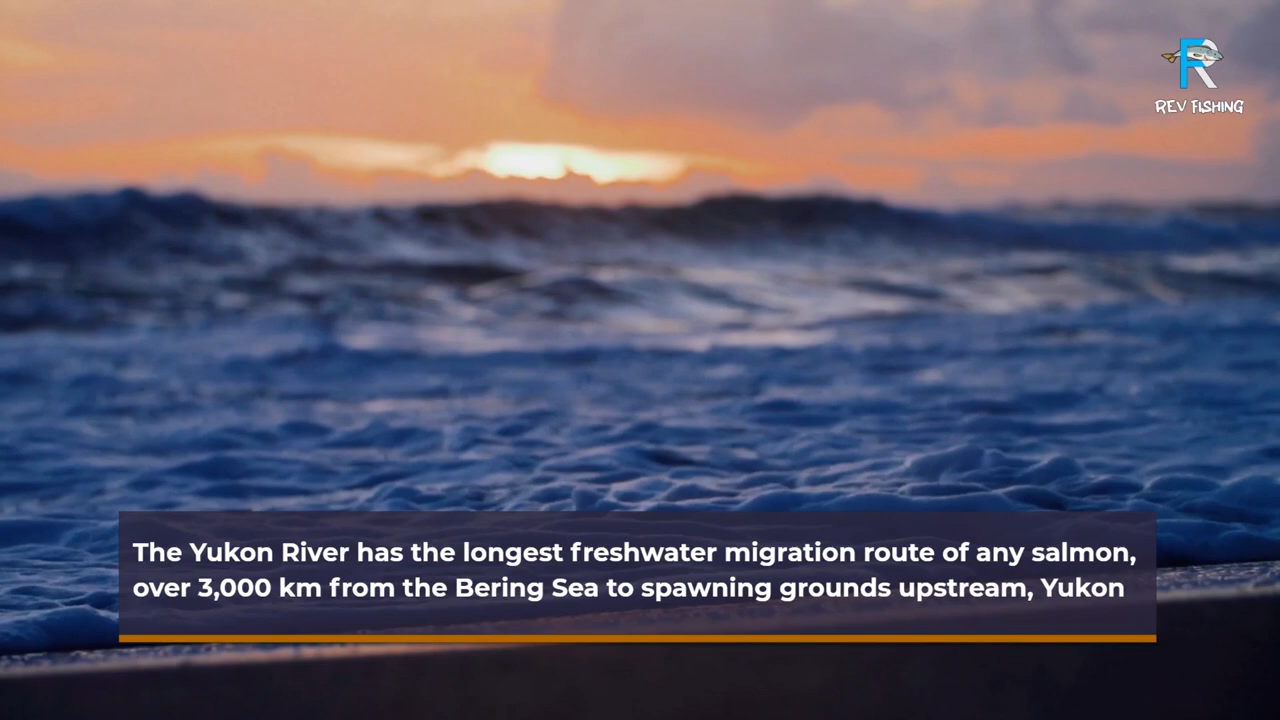 REV FISHING
The Yukon River has the longest freshwater migration route of any salmon,
over 3,000 km from the Bering Sea to spawning grounds upstream, Yukon